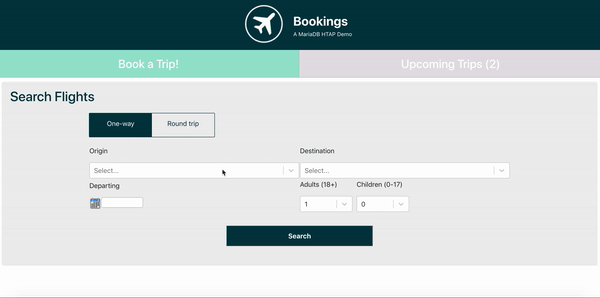 Bookings
A MariaDB HTAP Demo
Book a Trip!
Upcoming Trips (2)
Search Flights
One-way
Round trip
Origin
Destination
Select...
Select...
Departing
Adults (18+)
Children (0-17)
1
0
Search